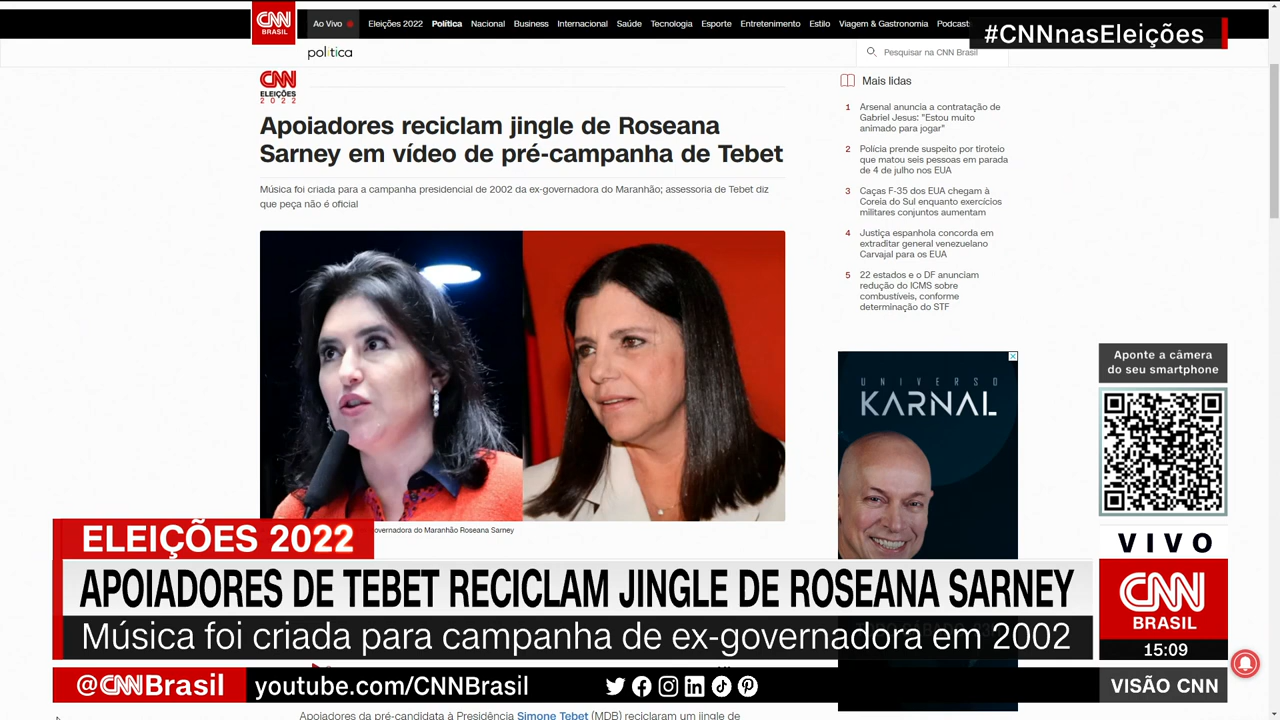 CNN
BRASIL
Ao Vivo
Eleições 2022 Política Nacional Business Internacional Saúde Tecnologia Esporte Entretenimento Estilo Viagem & Gastronomia Podcasts
#CNNnasEleições
política
Pesquisar na CNN Brasil
CNN
ELEIÇÕES
2022
Apoiadores reciclam jingle de Roseana
Sarney em vídeo de pré-campanha de Tebet
Música foi criada para a campanha presidencial de 2002 da ex-governadora do Maranhão; assessoria de Tebet diz
que peça não é oficial
Mais lidas
1 Arsenal anuncia a contratação de
Gabriel Jesus: "Estou muito
animado para jogar"
2 Polícia prende suspeito por tiroteio
que matou seis pessoas em parada
de 4 de julho nos EUA
3 Caças F-35 dos EUA chegam à
Coreia do Sul enquanto exercícios
militares conjuntos aumentam
4 Justiça espanhola concorda em
extraditar general venezuelano
Carvajal para os EUA
5 22 estados e o DF anunciam
redução do ICMS sobre
combustíveis, conforme
determinação do STF
UNIVERSO
KARNAL
Aponte a câmera
do seu smartphone
VIVO
CNN
BRASIL
15:09
VISÃO CNN
overnadora do Maranhão Roseana Sarney
ELEIÇÕES 2022
APOIADORES DE TEBET RECICLAM JINGLE DE ROSEANA SARNEY
Música foi criada para campanha de ex-governadora em 2002
@CNNBrasil youtube.com/CNNBrasil
Apoiadores da pré-candidata à Presidência Simone Tebet (MDB) reciclaram um jingle de